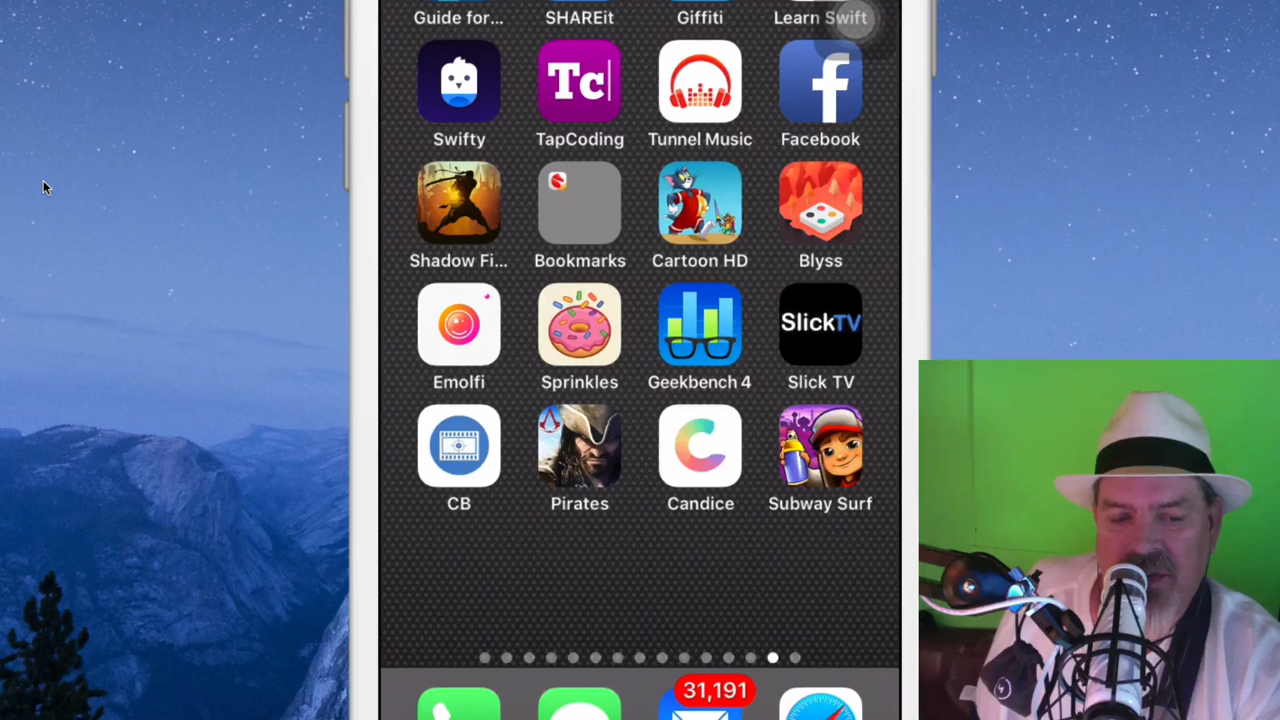 Guide for...
SHAREit
Giffiti
Learn Swift
Tc
Swifty
TapCoding
Tunnel Music
Facebook
Shadow Fi...
Bookmarks
Cartoon HD
Blyss
SlickTV
Emolfi
Sprinkles
Geekbench 4
Slick TV
CB
Pirates
Candice
Subway Surf
31,191